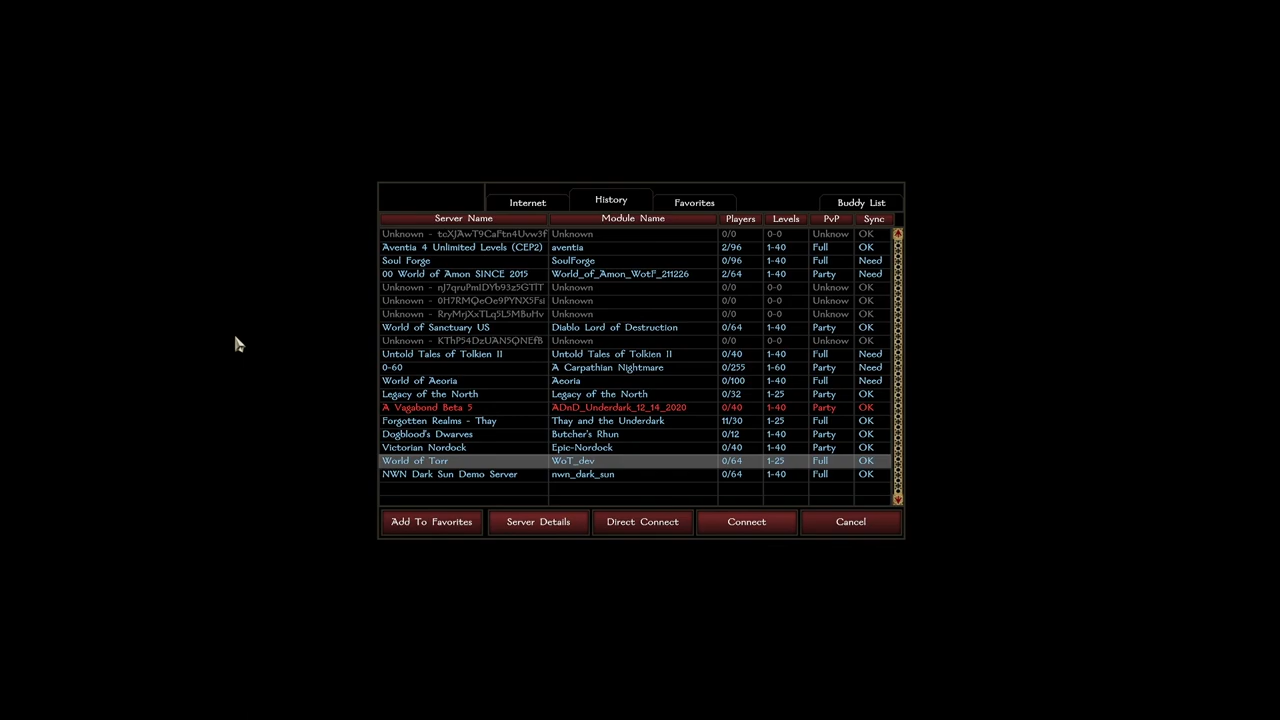 Internet History Favorites Buddy List
Server Name Module Name Players Levels PvP Sync
Unknown - tcXJAwT9CaFtn4Uvw3f Unknown 0/0 0-0 Unknow OK
Aventia 4 Unlimited Levels (CEP2) aventia 2/96 1-40 Full OK
Soul Forge SoulForge 0/96 1-40 Full Need
00 World of Amon SINCE 2015 World_of_Amon_WotF_211226 2/64 1-40 Party Need
Unknown - nJ7qruPmIDYb93z5GTlT Unknown 0/0 0-0 Unknow OK
Unknown - 0H7RMQeOe9PYNX5Fsi Unknown 0/0 0-0 Unknow OK
Unknown - RryMrjXxTLq5L5MBuHv Unknown 0/0 0-0 Unknow OK
World of Sanctuary US Diablo Lord of Destruction 0/64 1-40 Party OK
Unknown - KThP54DzUAN5QNEfB Unknown 0/0 0-0 Unknow OK
Untold Tales of Tolkien II Untold Tales of Tolkien II 0/40 1-40 Full Need
0-60 A Carpathian Nightmare 0/255 1-60 Party Need
World of Aeoria Aeoria 0/100 1-40 Full Need
Legacy of the North Legacy of the North 0/32 1-25 Party OK
A Vagabond Beta 5 ADnD_Underdark_12_14_2020 0/40 1-40 Party OK
Forgotten Realms - Thay Thay and the Underdark 11/30 1-25 Full OK
Dogblood's Dwarves Butcher's Rhun 0/12 1-40 Party OK
Victorian Nordock Epic-Nordock 0/40 1-40 Party OK
World of Torr WoT_dev 0/64 1-25 Full OK
NWN Dark Sun Demo Server nwn_dark_sun 0/64 1-40 Full OK
Add To Favorites Server Details Direct Connect Connect Cancel